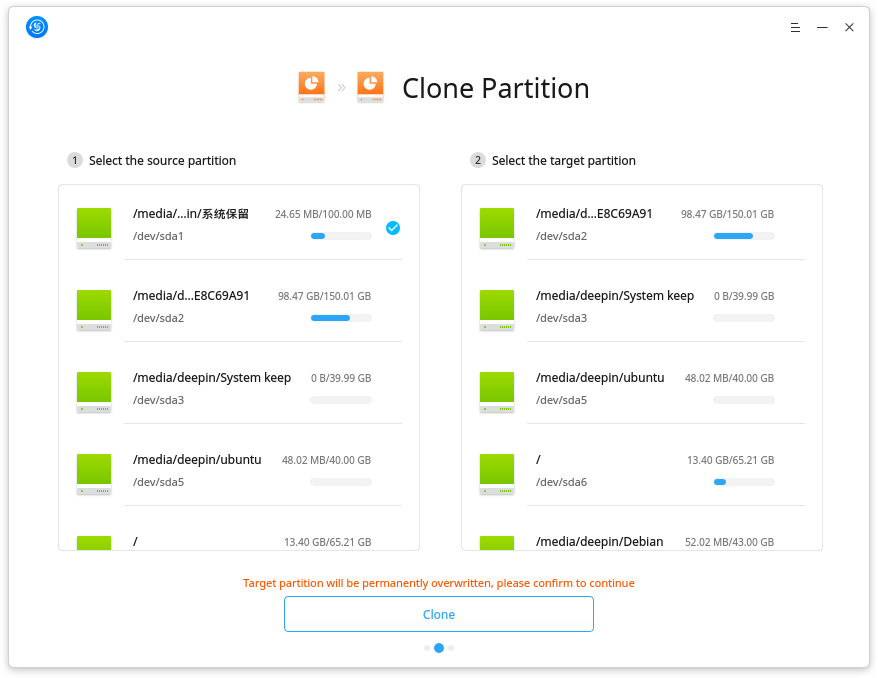 Clone Partition
1 Select the source partition
/media/...in/系统保留 24.65 MB/100.00 MB
/dev/sda1
/media/d...E8C69A91 98.47 GB/150.01 GB
/dev/sda2
/media/deepin/System keep 0 B/39.99 GB
/dev/sda3
/media/deepin/ubuntu 48.02 MB/40.00 GB
/dev/sda5
/ 13.40 GB/65.21 GB
2 Select the target partition
/media/d...E8C69A91 98.47 GB/150.01 GB
/dev/sda2
/media/deepin/System keep 0 B/39.99 GB
/dev/sda3
/media/deepin/ubuntu 48.02 MB/40.00 GB
/dev/sda5
/ 13.40 GB/65.21 GB
/dev/sda6
/media/deepin/Debian 52.02 MB/43.00 GB
Target partition will be permanently overwritten, please confirm to continue
Clone